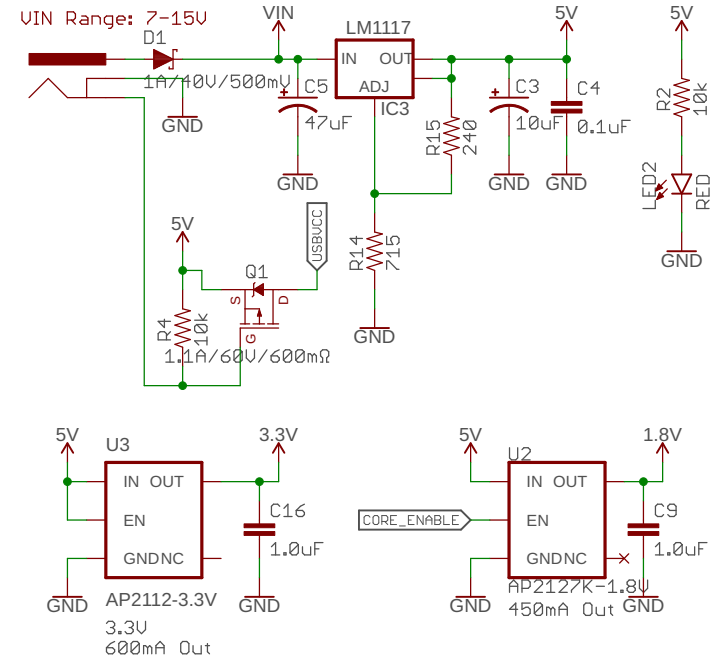 VIN Range: 7-15V
VIN
5V
5V
D1
LM1117
IN
OUT
ADJ
IC3
1A/40V/500mV
C5
47uF
C3
10uF
C4
0.1uF
R2
10k
R15
240
GND
GND
GND
GND
LED2
RED
GND
5V
USBVCC
Q1
S
D
G
R14
715
GND
R4
10k
1.1A/60V/600mΩ
5V
U3
3.3V
IN
OUT
EN
GND
NC
C16
1.0uF
GND
AP2112-3.3V
GND
3.3V
600mA Out
5V
U2
1.8V
IN
OUT
CORE_ENABLE
EN
GND
NC
C9
1.0uF
AP2127K-1.8V
GND
450mA Out
GND